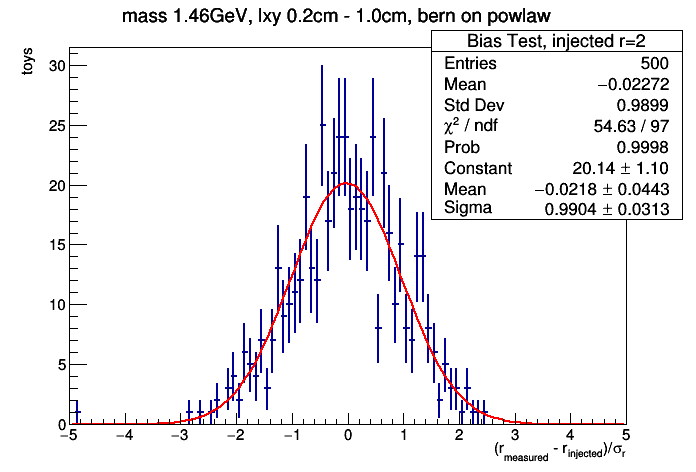 mass 1.46GeV, lxy 0.2cm - 1.0cm, bern on powlaw
toys
Bias Test, injected r=2
Entries 500
Mean −0.02272
Std Dev 0.9899
χ² / ndf 54.63 / 97
Prob 0.9998
Constant 20.14 ± 1.10
Mean −0.0218 ± 0.0443
Sigma 0.9904 ± 0.0313
30
25
20
15
10
5
0
−5 −4 −3 −2 −1 0 1 2 3 4 5
(r_measured - r_injected)/σ_r